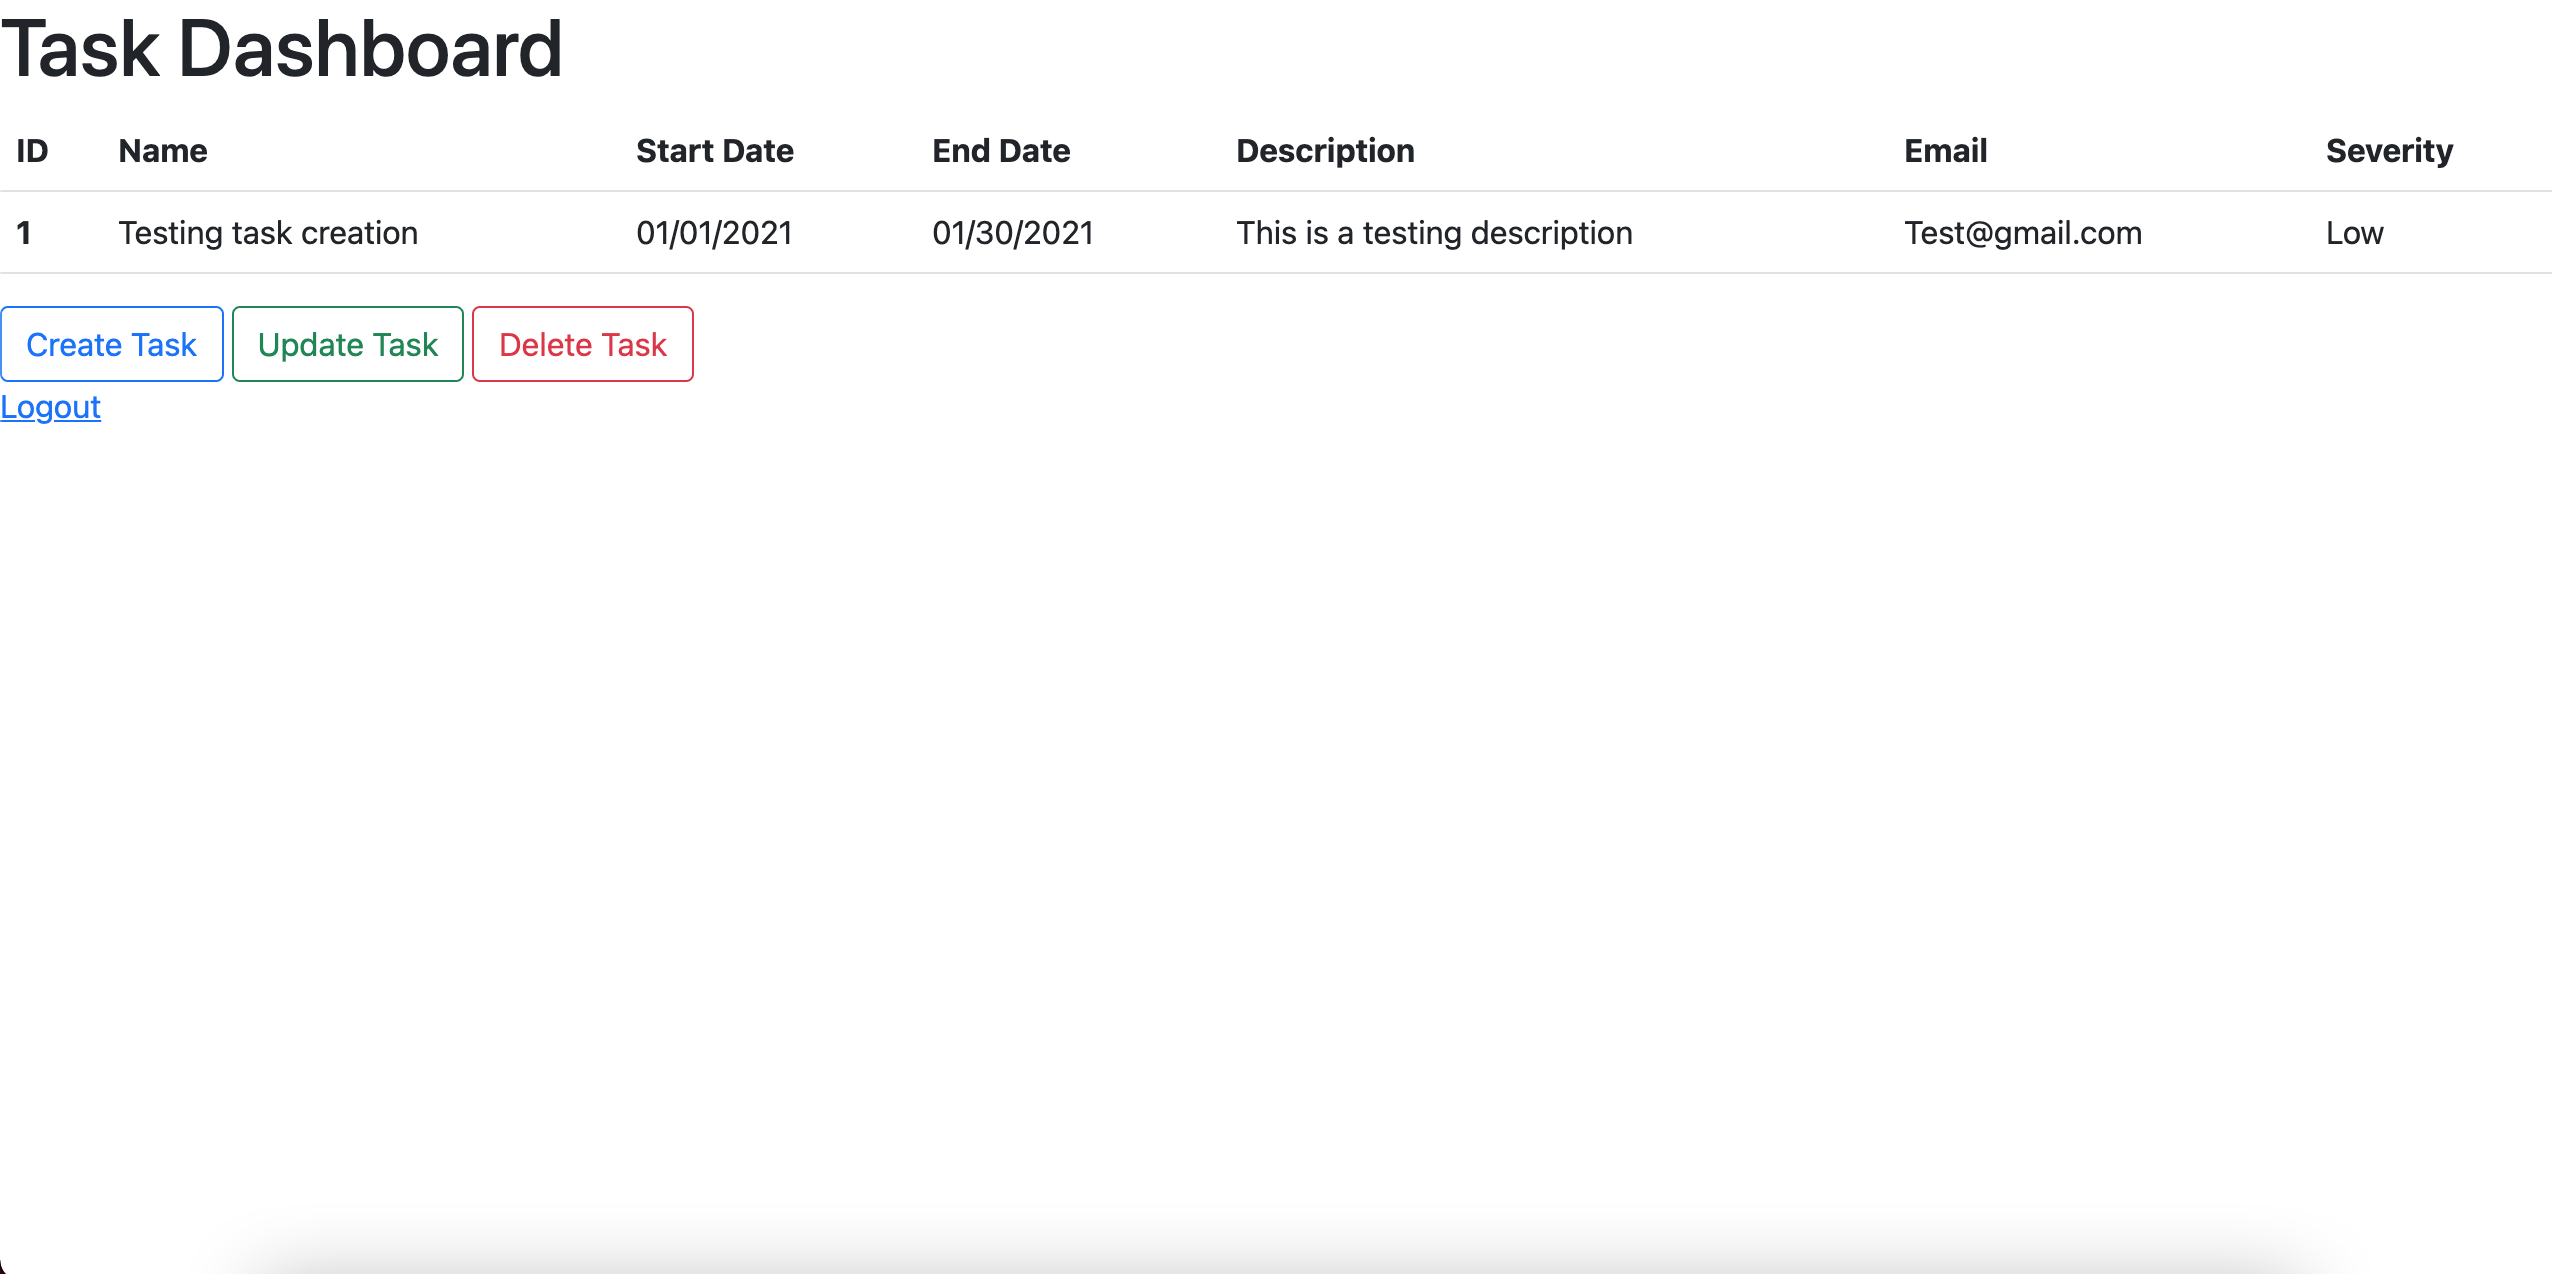 Task Dashboard
ID Name Start Date End Date Description Email Severity
1 Testing task creation 01/01/2021 01/30/2021 This is a testing description Test@gmail.com Low
Create Task Update Task Delete Task
Logout